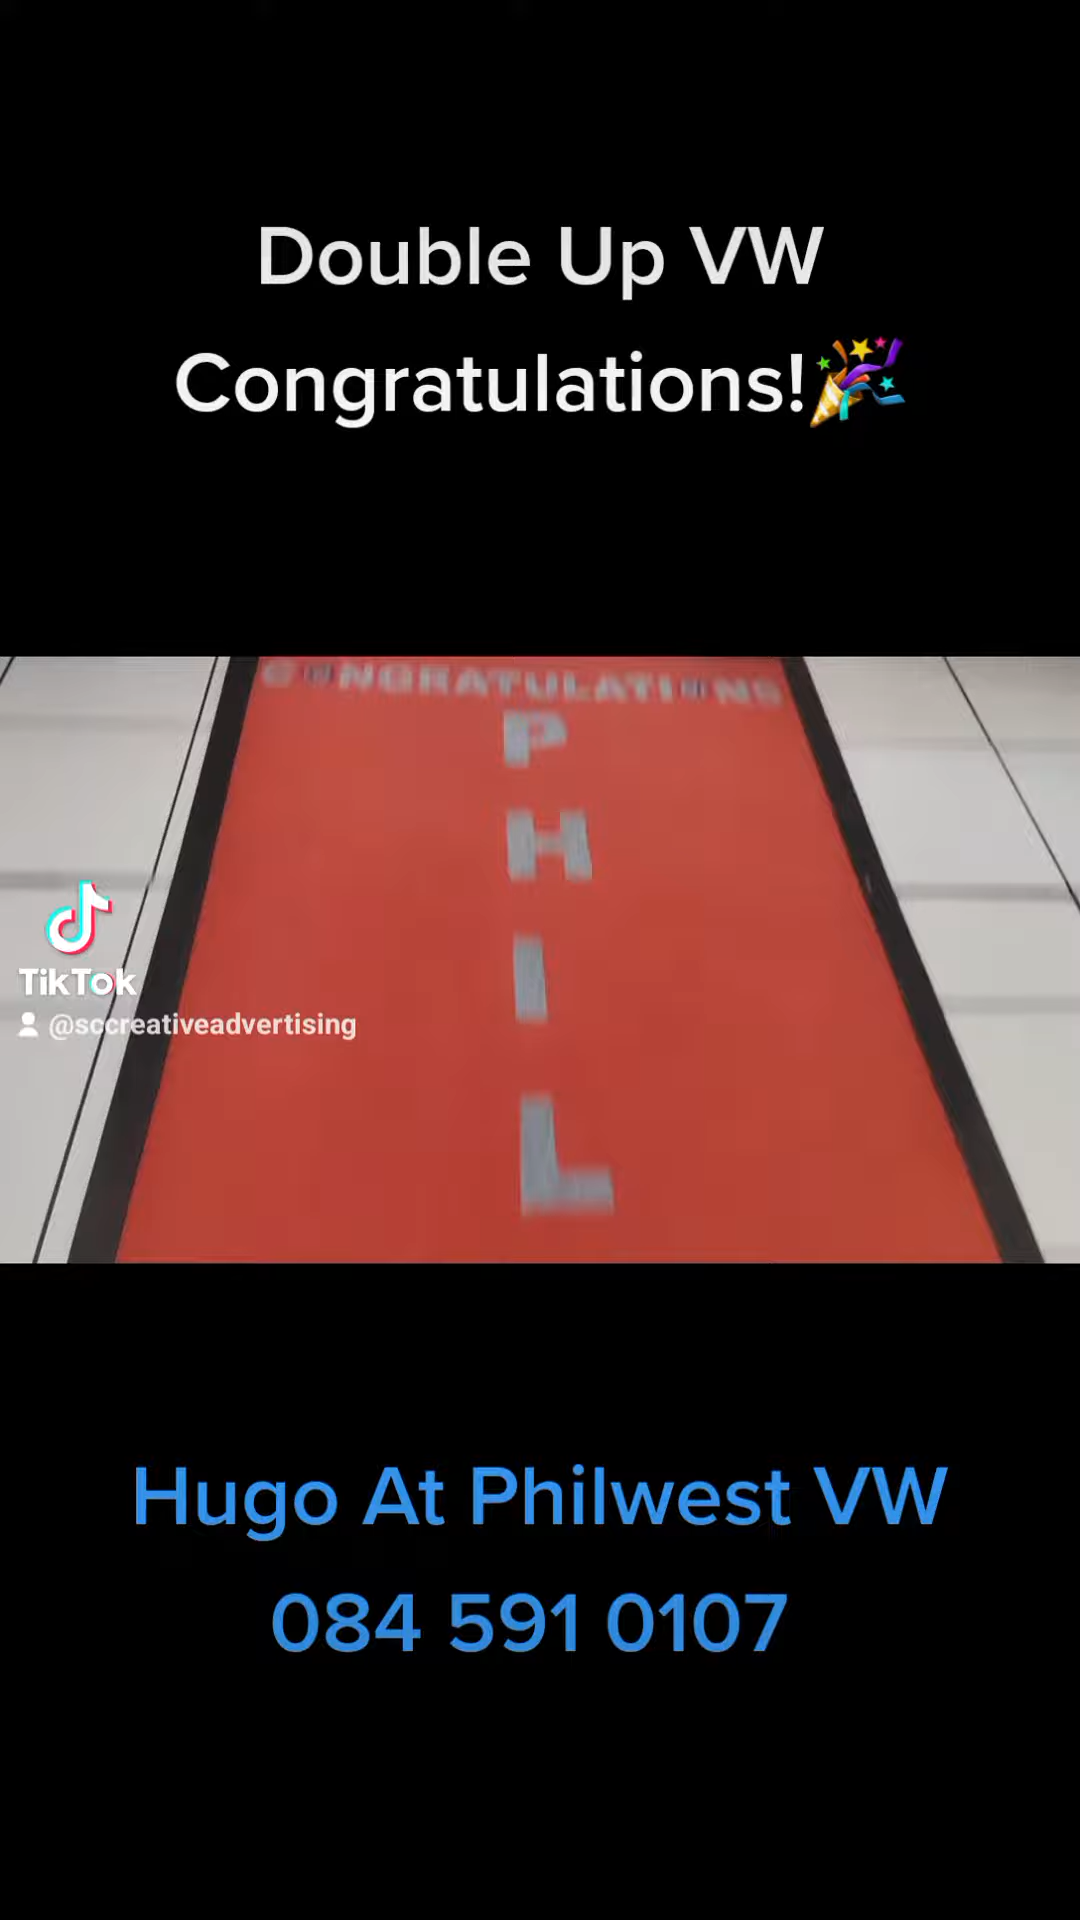 Double Up VW
Congratulations!🎉
CONGRATULATIONS
P
H
I
L
TikTok
@sccreativeadvertising
Hugo At Philwest VW
084 591 0107